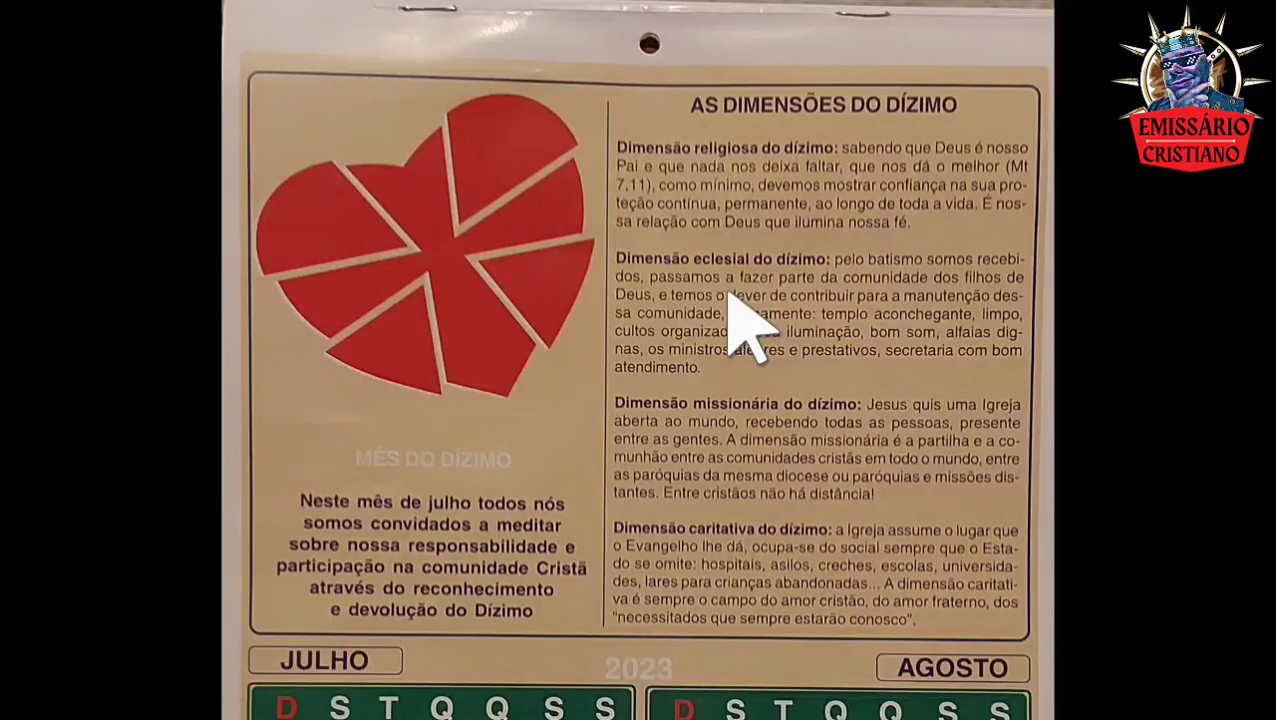 EMISSÁRIO
CRISTIANO
AS DIMENSÕES DO DÍZIMO
Dimensão religiosa do dízimo: sabendo que Deus é nosso
Pai e que nada nos deixa faltar, que nos dá o melhor (Mt
7,11), como mínimo, devemos mostrar confiança na sua pro-
teção contínua, permanente, ao longo de toda a vida. É nos-
sa relação com Deus que ilumina nossa fé.
Dimensão eclesial do dízimo: pelo batismo somos recebi-
dos, passamos a fazer parte da comunidade dos filhos de
Deus, e temos o dever de contribuir para a manutenção des-
sa comunidade,
cultos iluminação, bom som, alfaias dig-
nas, os ministros e prestativos, secretaria com bom
atendimento.
Dimensão missionária do dízimo: Jesus quis uma Igreja
aberta ao mundo, recebendo todas as pessoas, presente
entre as gentes. A dimensão missionária é a partilha e a co-
munhão entre as comunidades cristãs em todo o mundo, entre
as paróquias da mesma diocese ou paróquias e missões dis-
tantes. Entre cristãos não há distância!
Dimensão caritativa do dízimo: a Igreja assume o lugar que
o Evangelho lhe dá, ocupa-se do social sempre que o Esta-
do se omite: hospitais, asilos, creches, escolas, universida-
des, lares para crianças abandonadas... A dimensão caritati-
va é sempre o campo do amor cristão, do amor fraterno, dos
"necessitados que sempre estarão conosco".
MÊS DO DÍZIMO
Neste mês de julho todos nós
somos convidados a meditar
sobre nossa responsabilidade e
participação na comunidade Cristã
através do reconhecimento
e devolução do Dízimo
JULHO 2023 AGOSTO
D S T Q Q S S D S T Q Q S S